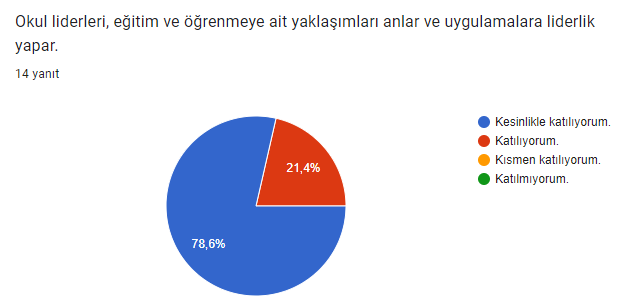 Okul liderleri, eğitim ve öğrenmeye ait yaklaşımları anlar ve uygulamalara liderlik
yapar.
14 yanıt
Kesinlikle katılıyorum.
Katılıyorum.
Kısmen katılıyorum.
Katılmıyorum.
21,4%
78,6%